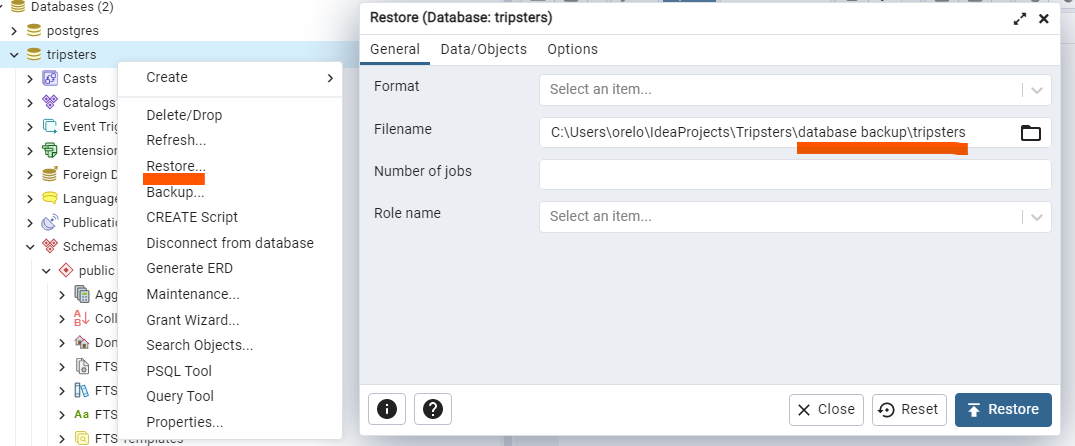 Databases (2)
postgres
tripsters
Casts
Catalogs
Event Trig
Extension
Foreign D
Language
Publicati
Schemas
public
Agg
Coll
Dom
FTS
FTS
FTS
FTS Templates
Create
Delete/Drop
Refresh...
Restore...
Backup...
CREATE Script
Disconnect from database
Generate ERD
Maintenance...
Grant Wizard...
Search Objects...
PSQL Tool
Query Tool
Properties...
Restore (Database: tripsters)
General Data/Objects Options
Format Select an item...
Filename C:\Users\orelo\IdeaProjects\Tripsters\database backup\tripsters
Number of jobs
Role name Select an item...
Close Reset Restore